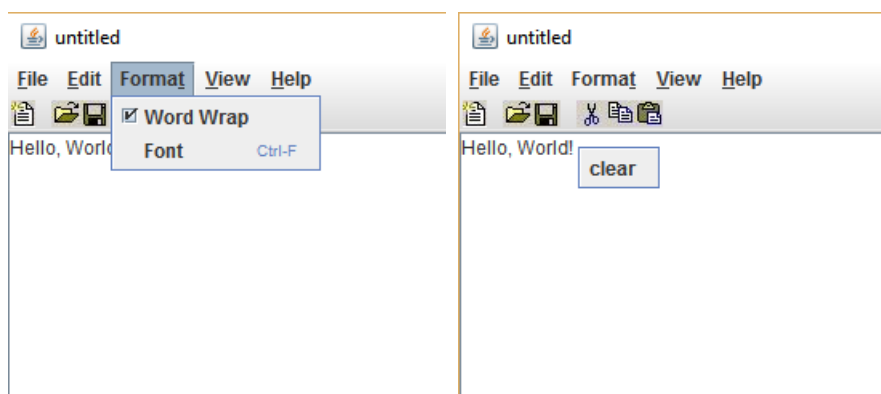 untitled
File Edit Format View Help
Word Wrap
Hello, World
Font Ctrl-F
untitled
File Edit Format View Help
Hello, World!
clear